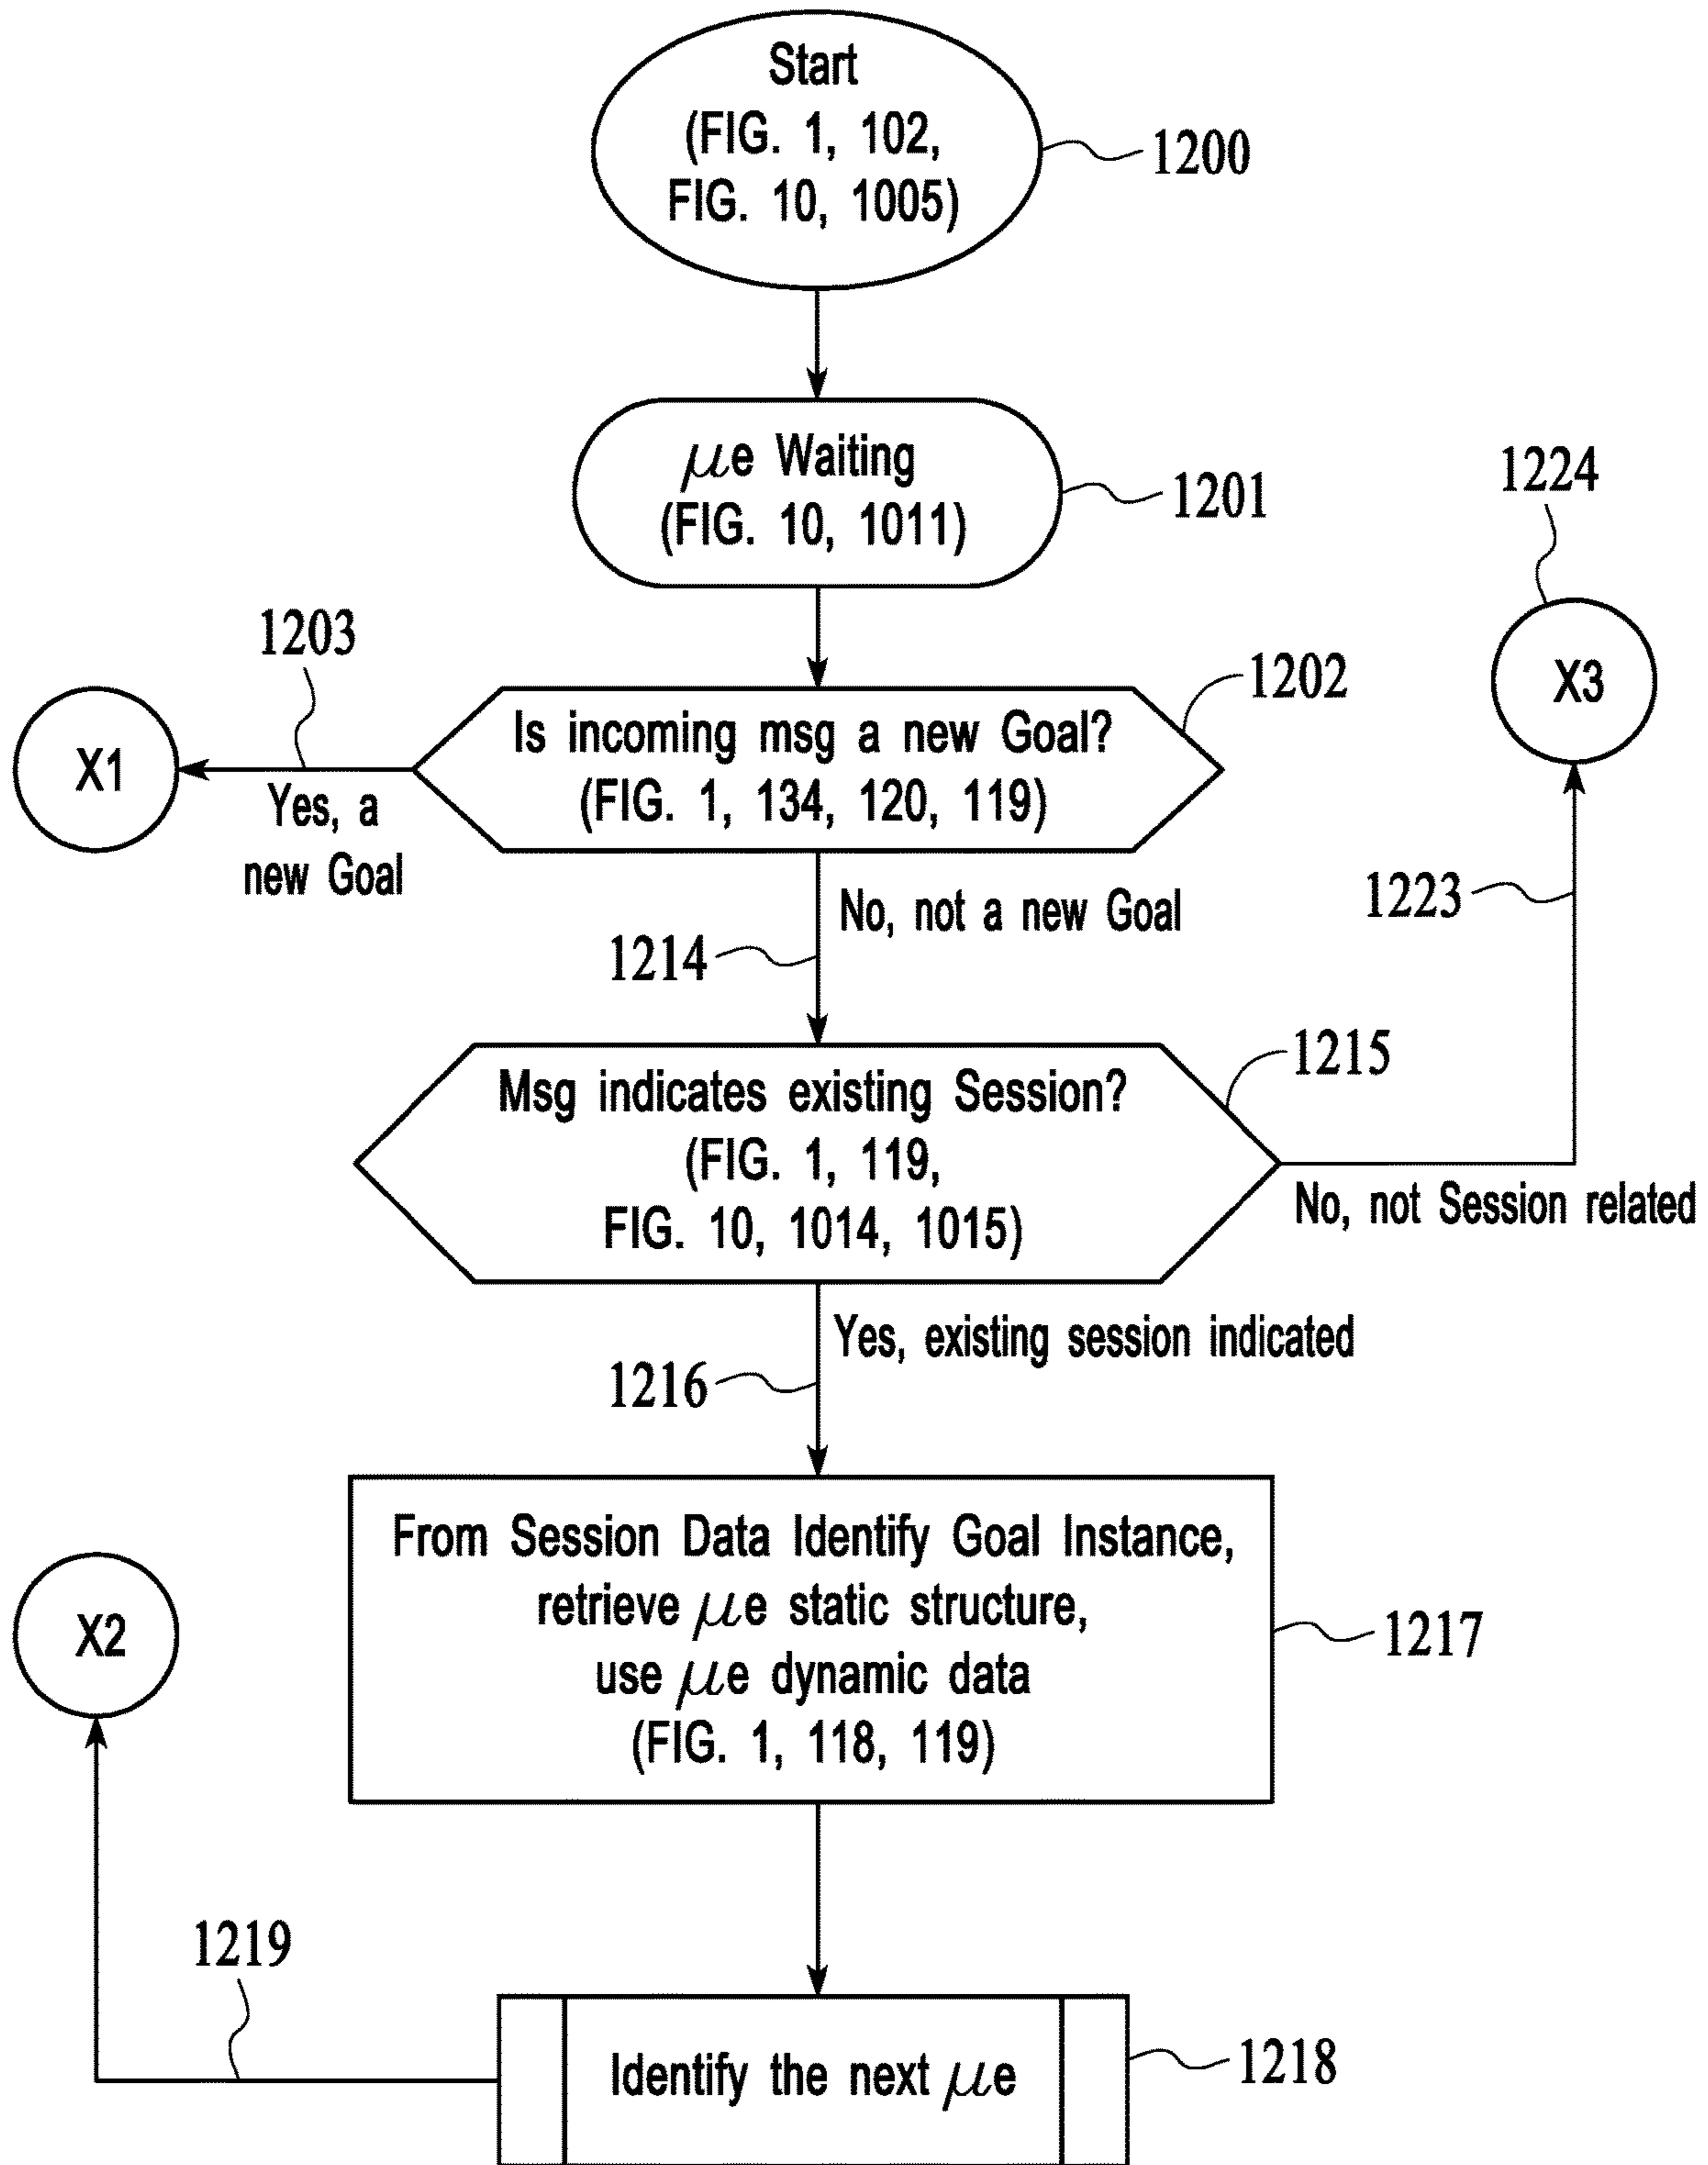 Start
(FIG. 1, 102,
FIG. 10, 1005)
1200
μe Waiting
(FIG. 10, 1011)
1201
1224
X3
1203
1202
X1
Is incoming msg a new Goal?
(FIG. 1, 134, 120, 119)
Yes, a
new Goal
1223
No, not a new Goal
1214
1215
Msg indicates existing Session?
(FIG. 1, 119,
FIG. 10, 1014, 1015)
No, not Session related
Yes, existing session indicated
1216
From Session Data Identify Goal Instance,
retrieve μe static structure,
use μe dynamic data
(FIG. 1, 118, 119)
1217
X2
1219
Identify the next μe
1218